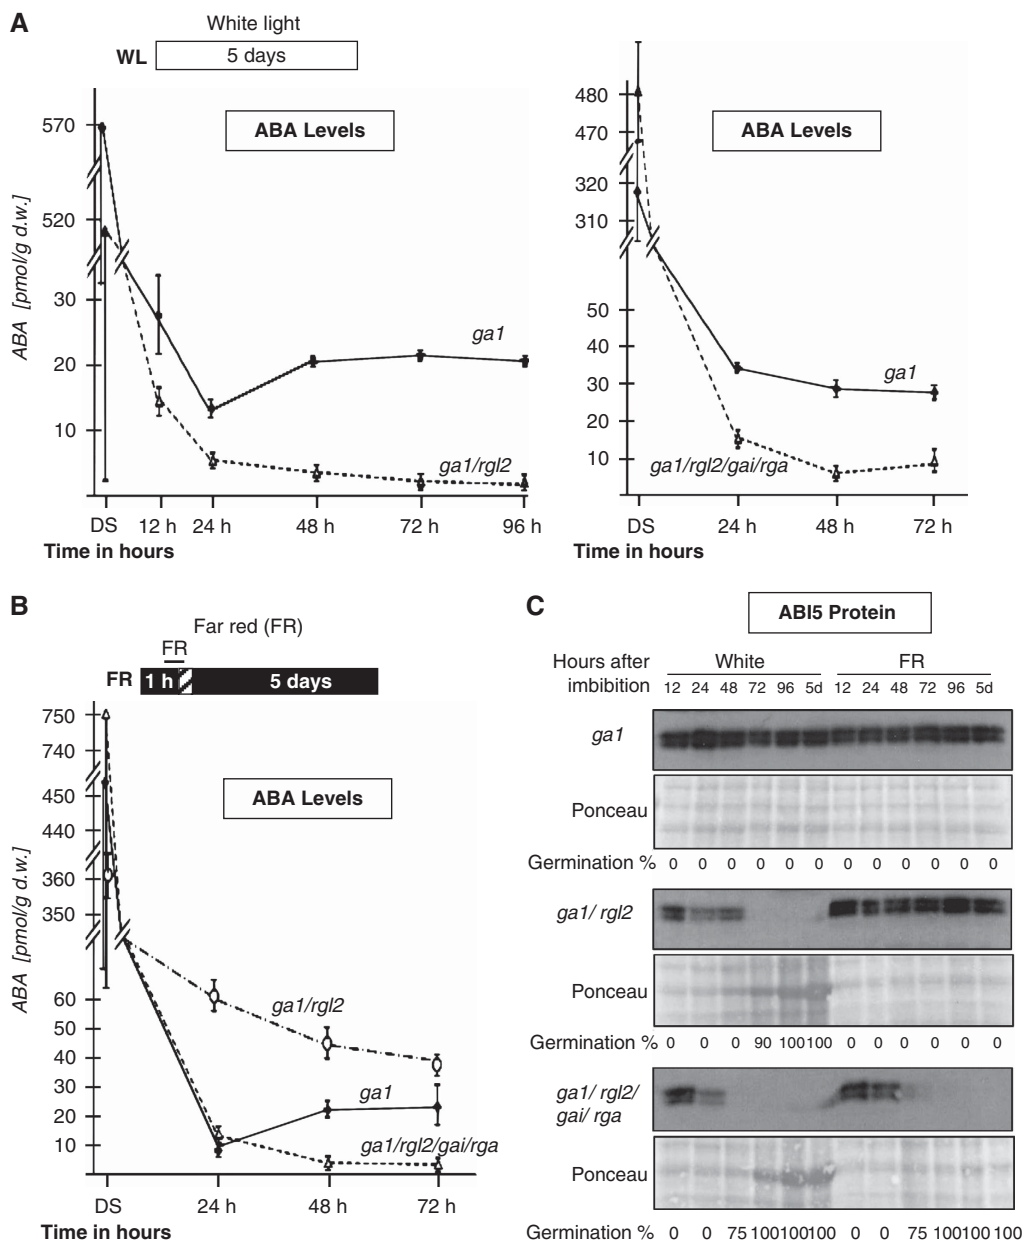 A
White light
WL 5 days
ABA Levels
570
520
30
20
10
ABA [pmol/g d.w.]
ga1
ga1/rgl2
DS 12 h 24 h 48 h 72 h 96 h
Time in hours
ABA Levels
480
470
320
310
50
40
30
20
10
ga1
ga1/rgl2/gai/rga
DS 24 h 48 h 72 h
Time in hours
B
Far red (FR)
FR
FR 1 h 5 days
ABA Levels
750
740
450
440
360
350
60
50
40
30
20
10
ABA [pmol/g d.w.]
ga1/rgl2
ga1
ga1/rgl2/gai/rga
DS 24 h 48 h 72 h
Time in hours
C
ABI5 Protein
Hours after imbibition
White FR
12 24 48 72 96 5d 12 24 48 72 96 5d
ga1
Ponceau
Germination % 0 0 0 0 0 0 0 0 0 0 0 0
ga1/ rgl2
Ponceau
Germination % 0 0 0 90 100 100 0 0 0 0 0 0
ga1/ rgl2/
gai/ rga
Ponceau
Germination % 0 0 75 100 100 100 0 0 75 100 100 100